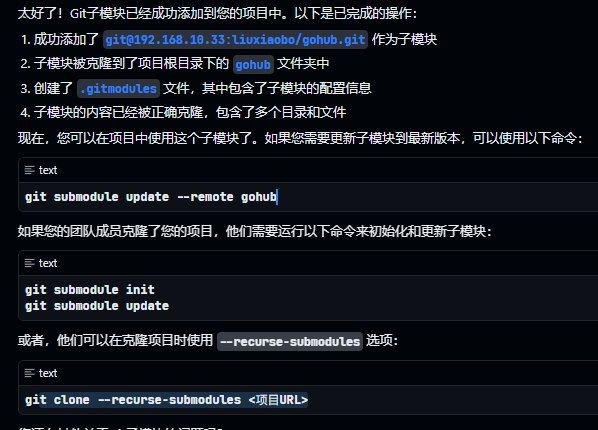 太好了！Git子模块已经成功添加到您的项目中。以下是已完成的操作：
1. 成功添加了 git@192.168.10.33:liuxiaobo/gohub.git 作为子模块
2. 子模块被克隆到了项目根目录下的 gohub 文件夹中
3. 创建了 .gitmodules 文件，其中包含了子模块的配置信息
4. 子模块的内容已经被正确克隆，包含了多个目录和文件
现在，您可以在项目中使用这个子模块了。如果您需要更新子模块到最新版本，可以使用以下命令：
text
git submodule update --remote gohub
如果您的团队成员克隆了您的项目，他们需要运行以下命令来初始化和更新子模块：
text
git submodule init
git submodule update
或者，他们可以在克隆项目时使用 --recurse-submodules 选项：
text
git clone --recurse-submodules <项目URL>